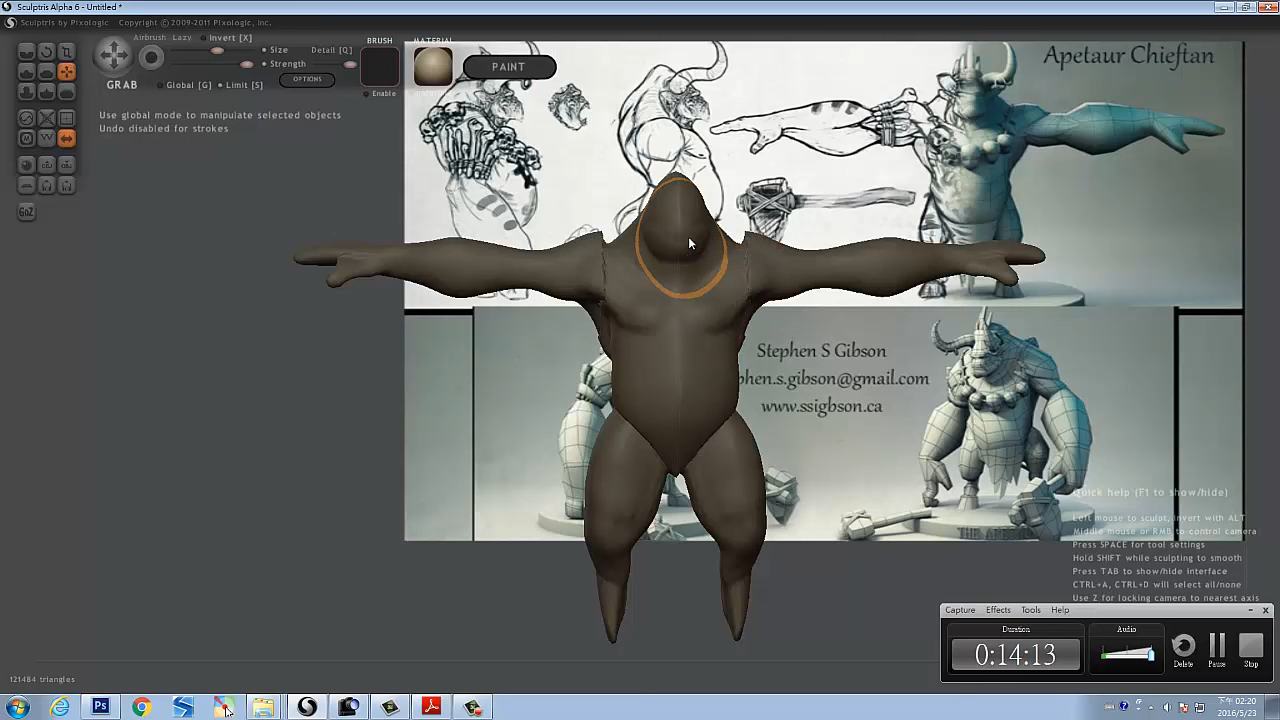 Sculptris Alpha 6 - Untitled *
Sculptris by Pixologic Copyright © 2009-2011 Pixologic, Inc.
Airbrush Lazy Invert [X]
Size Detail [Q]
Strength
GRAB
Global [G] Limit [S]
OPTIONS
BRUSH
Enable
MATERIAL
PAINT
Use global mode to manipulate selected objects
Undo disabled for strokes
GoZ
Apetaur Chieftan
Stephen S Gibson
phen.s.gibson@gmail.com
www.ssigbson.ca
Quick help (F1 to show/hide)
Left mouse to sculpt, invert with ALT
Middle mouse or RMB to control camera
Press SPACE for tool settings
Hold SHIFT while sculpting to smooth
Press TAB to show/hide interface
CTRL+A, CTRL+D will select all/none
Use Z for locking camera to nearest axis
Capture Effects Tools Help
Duration
0:14:13
Audio
Delete Pause Stop
121484 triangles
Ps
下午 02:20
2016/5/23